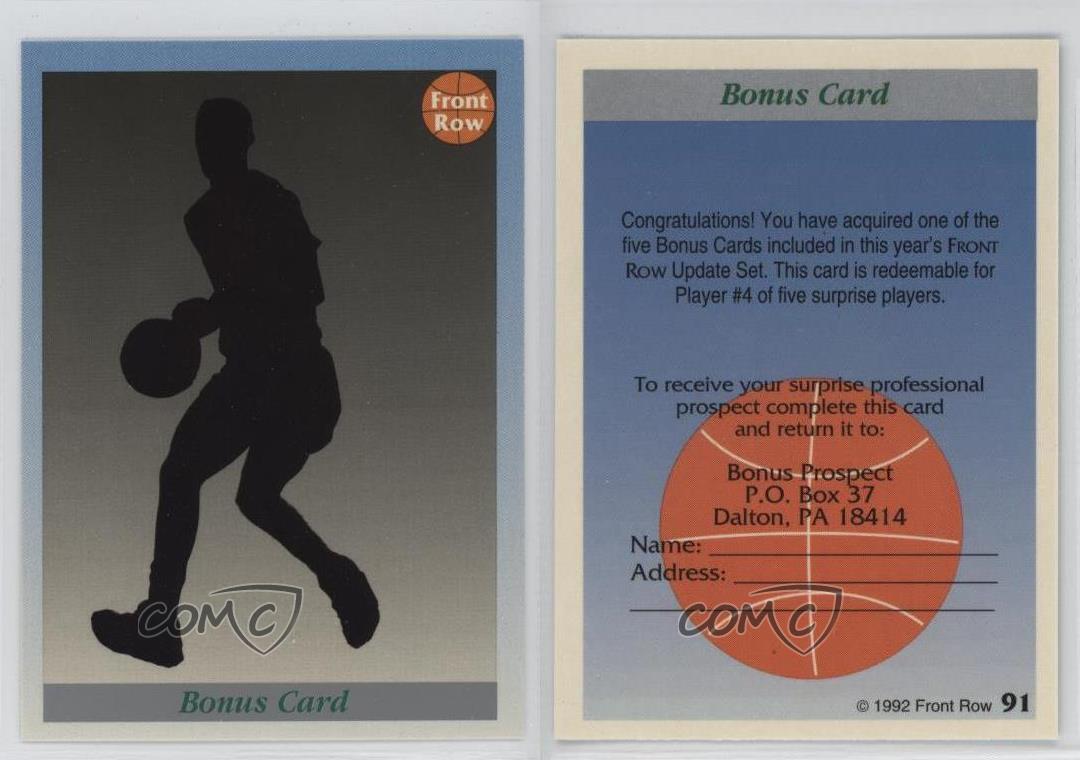 Front
Row
COMC
Bonus Card
Bonus Card
Congratulations! You have acquired one of the
five Bonus Cards included in this year's FRONT
ROW Update Set. This card is redeemable for
Player #4 of five surprise players.
To receive your surprise professional
prospect complete this card
and return it to:
Bonus Prospect
P.O. Box 37
Dalton, PA 18414
Name:
Address:
COMC
© 1992 Front Row 91